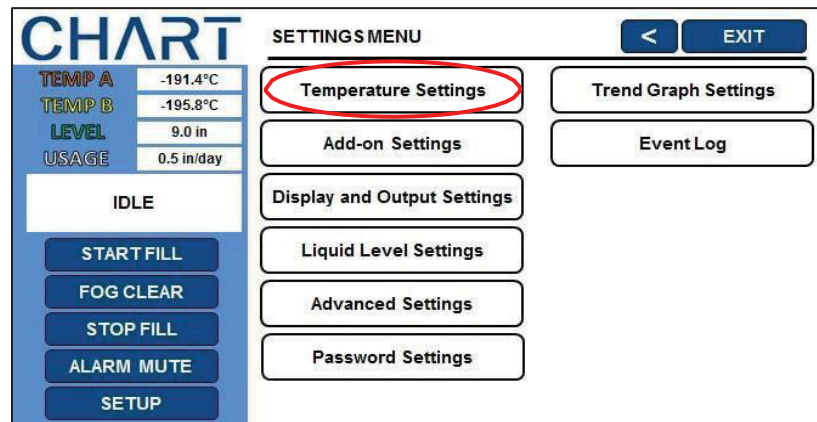 CHART
SETTINGS MENU
< EXIT
TEMP A -191.4°C
TEMP B -195.8°C
LEVEL 9.0 in
USAGE 0.5 in/day
IDLE
START FILL
FOG CLEAR
STOP FILL
ALARM MUTE
SETUP
Temperature Settings
Add-on Settings
Display and Output Settings
Liquid Level Settings
Advanced Settings
Password Settings
Trend Graph Settings
Event Log